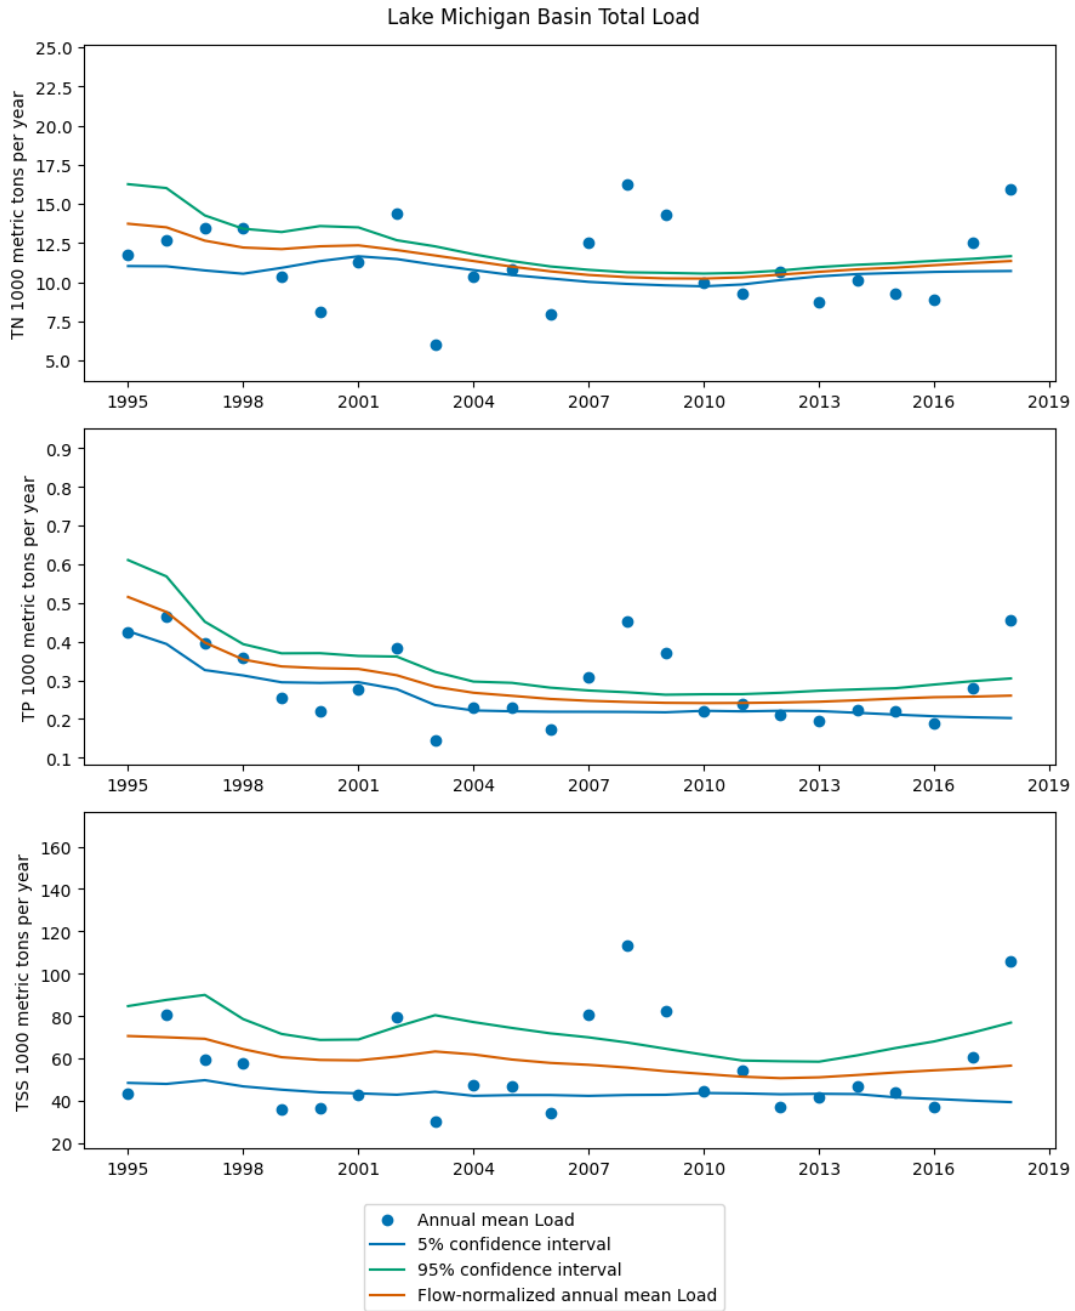 Lake Michigan Basin Total Load
TN 1000 metric tons per year
25.0
22.5
20.0
17.5
15.0
12.5
10.0
7.5
5.0
1995 1998 2001 2004 2007 2010 2013 2016 2019
TP 1000 metric tons per year
0.9
0.8
0.7
0.6
0.5
0.4
0.3
0.2
0.1
1995 1998 2001 2004 2007 2010 2013 2016 2019
TSS 1000 metric tons per year
160
140
120
100
80
60
40
20
1995 1998 2001 2004 2007 2010 2013 2016 2019
Annual mean Load
5% confidence interval
95% confidence interval
Flow-normalized annual mean Load